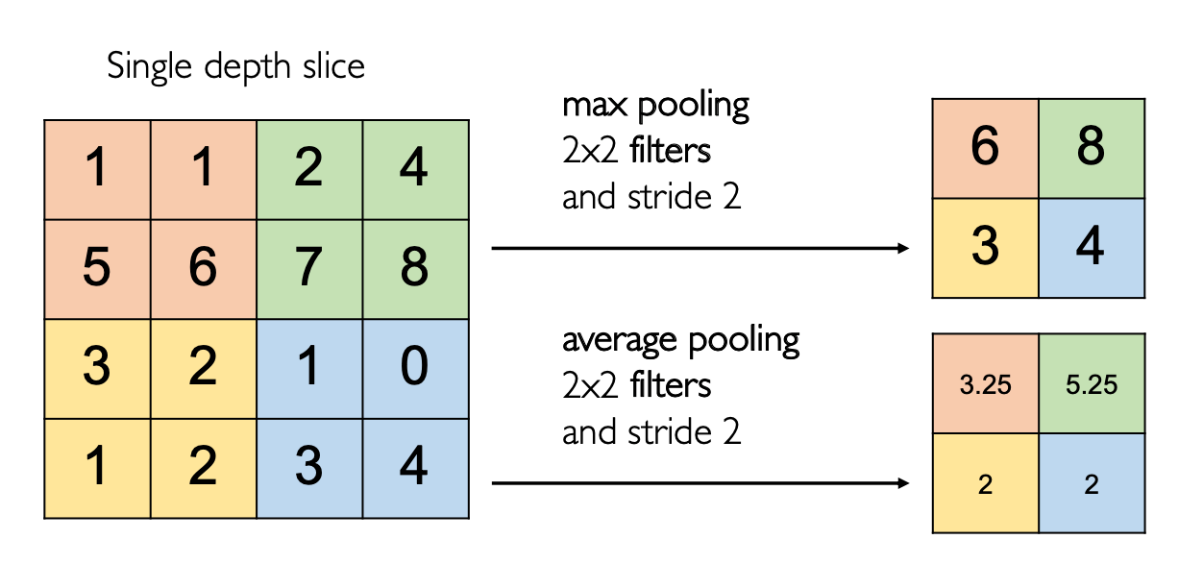 Single depth slice
1 1 2 4
5 6 7 8
3 2 1 0
1 2 3 4
max pooling
2x2 filters
and stride 2
6 8
3 4
average pooling
2x2 filters
and stride 2
3.25 5.25
2 2